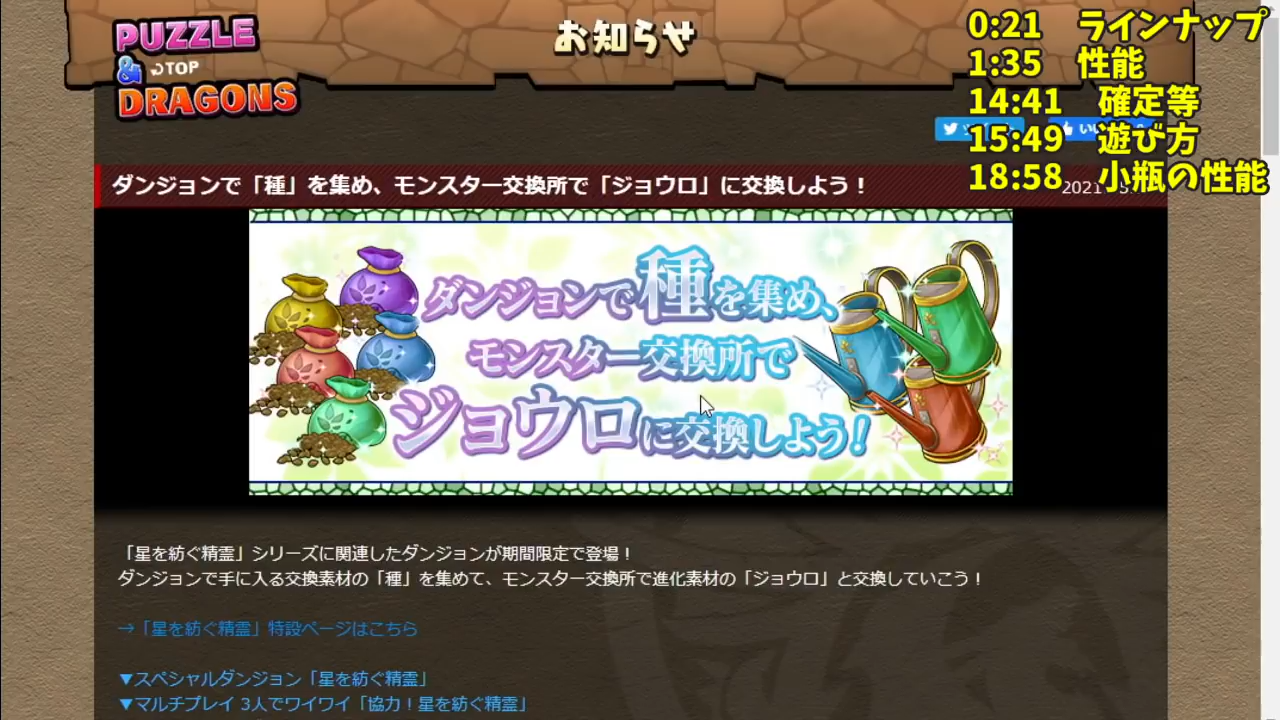 PUZZLE
& TOP
DRAGONS
お知らせ
0:21 ラインナップ
1:35 性能
14:41 確定等
15:49 遊び方
18:58 小瓶の性能
ダンジョンで「種」を集め、モンスター交換所で「ジョウロ」に交換しよう！
2021
ダンジョンで種を集め、
モンスター交換所で
ジョウロに交換しよう!
「星を紡ぐ精霊」シリーズに関連したダンジョンが期間限定で登場！
ダンジョンで手に入る交換素材の「種」を集めて、モンスター交換所で進化素材の「ジョウロ」と交換していこう！
→「星を紡ぐ精霊」特設ページはこちら
▼スペシャルダンジョン「星を紡ぐ精霊」
▼マルチプレイ 3人でワイワイ「協力！星を紡ぐ精霊」